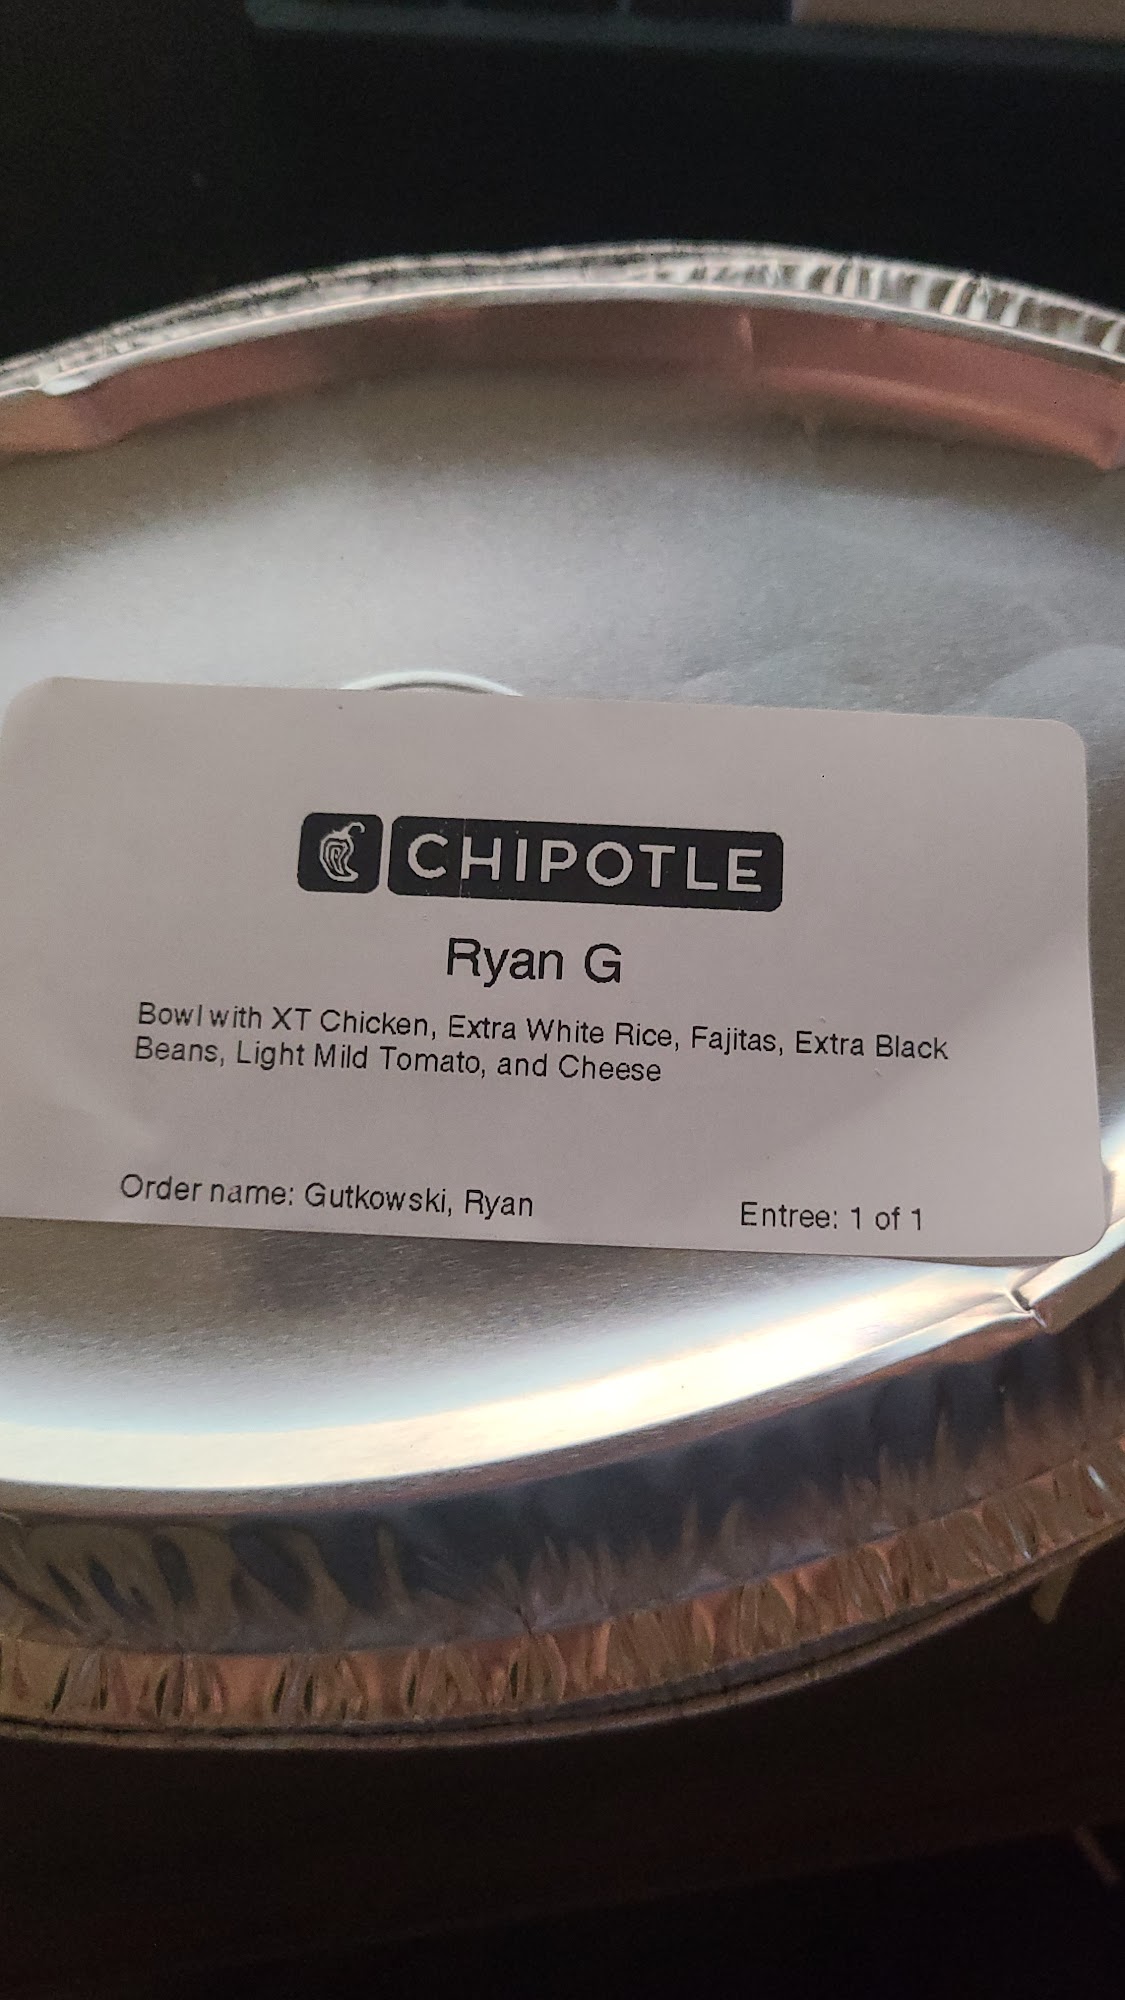 CHIPOTLE
Ryan G
Bowl with XT Chicken, Extra White Rice, Fajitas, Extra Black
Beans, Light Mild Tomato, and Cheese
Order name: Gutkowski, Ryan
Entree: 1 of 1